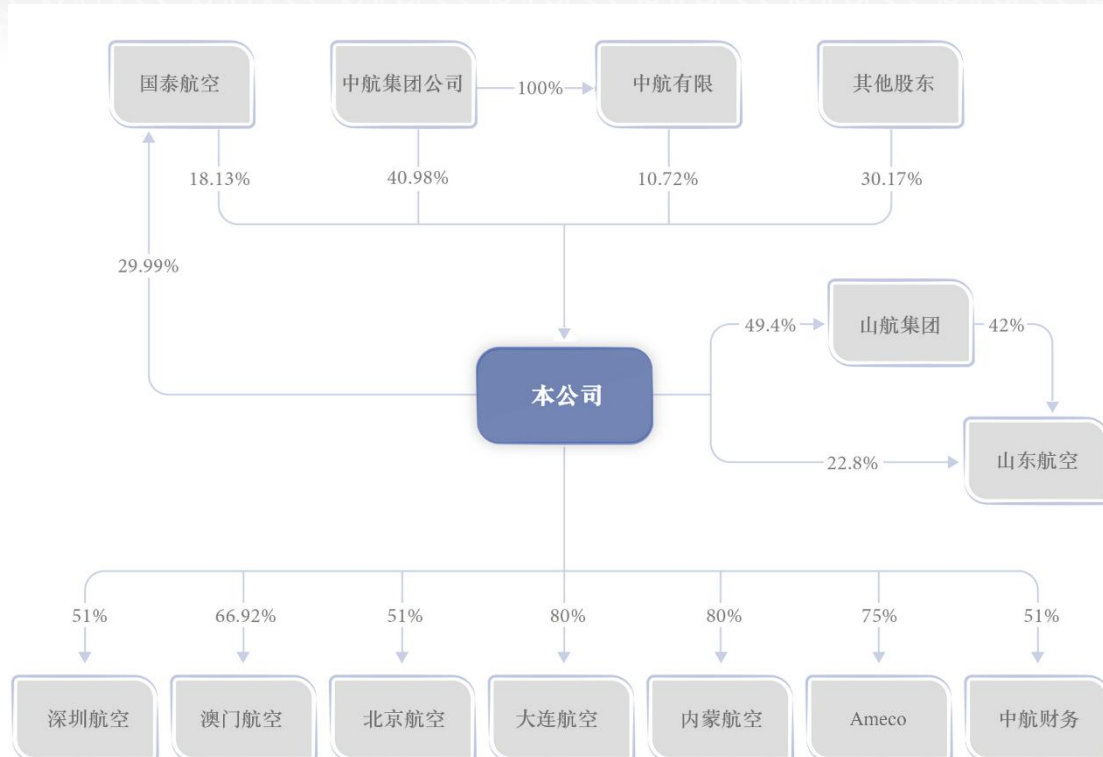 国泰航空
中航集团公司
100%
中航有限
其他股东
18.13%
40.98%
10.72%
30.17%
29.99%
49.4%
山航集团
42%
本公司
22.8%
山东航空
51%
66.92%
51%
80%
80%
75%
51%
深圳航空
澳门航空
北京航空
大连航空
内蒙航空
Ameco
中航财务